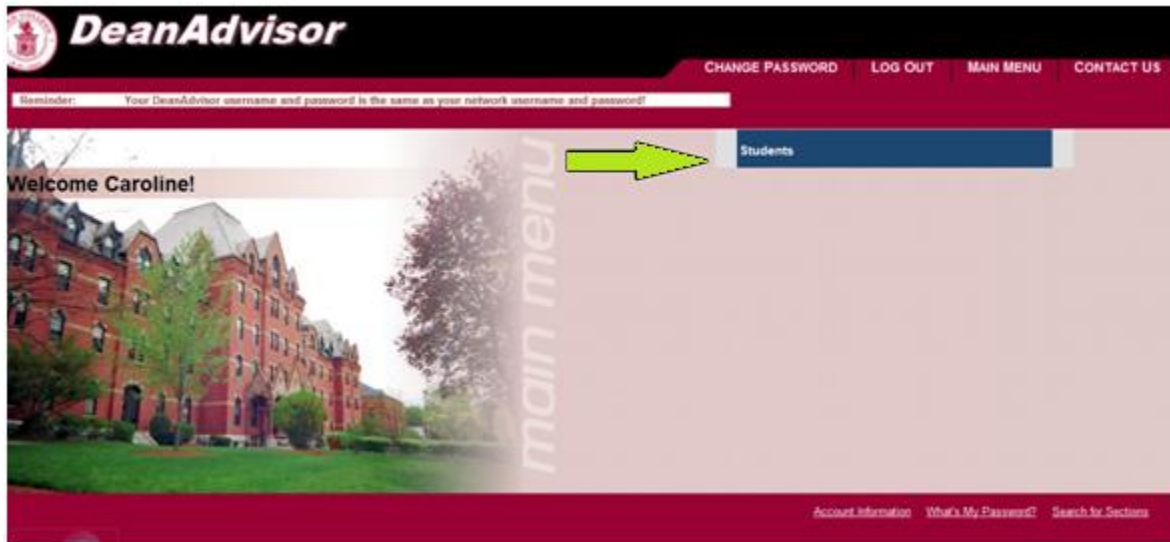 DeanAdvisor
CHANGE PASSWORD LOG OUT MAIN MENU CONTACT US
Reminder: Your DeanAdvisor username and password is the same as your network username and password!
Students
Welcome Caroline!
main menu
Account Information What's My Password? Search for Sections